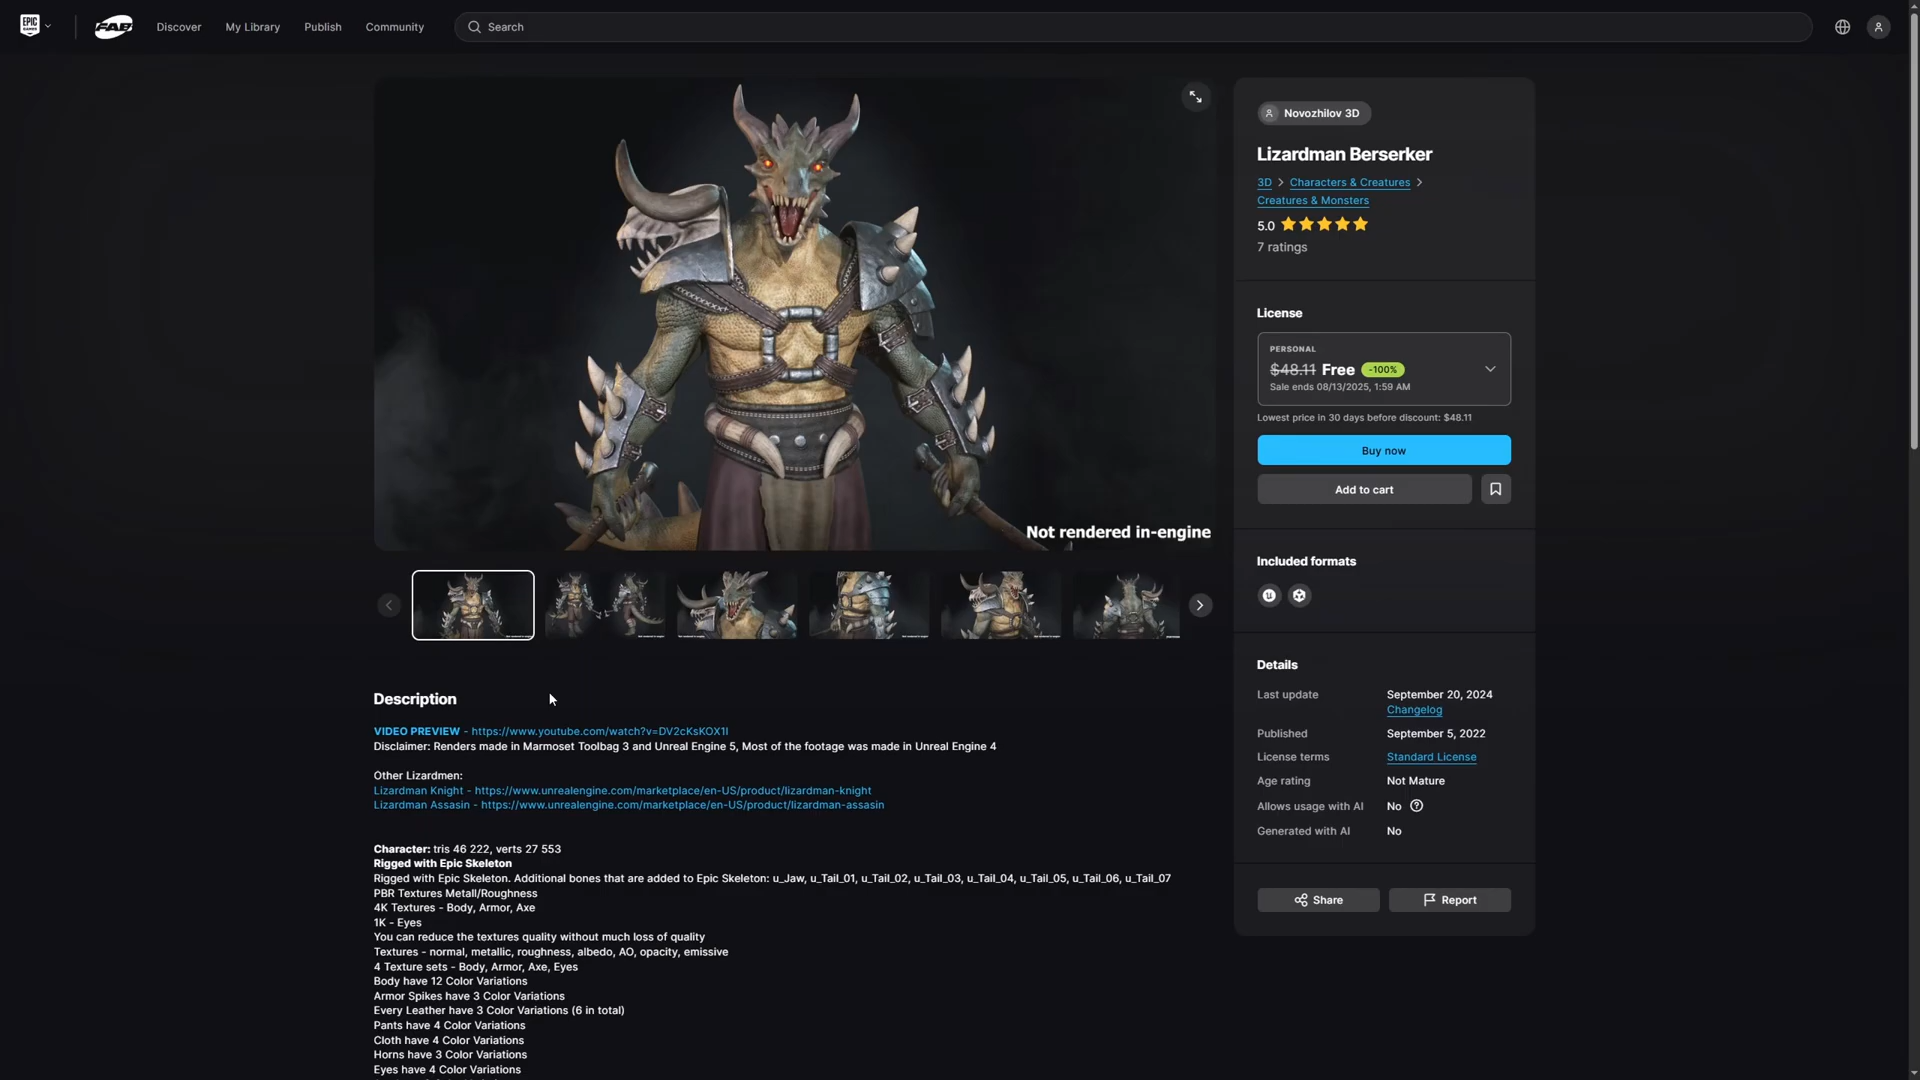 EPIC GAMES
FAB
Discover
My Library
Publish
Community
Search
Not rendered in-engine
Novozhilov 3D
Lizardman Berserker
3D > Characters & Creatures >
Creatures & Monsters
5.0
7 ratings
License
PERSONAL
$48.11 Free -100%
Sale ends 08/13/2025, 1:59 AM
Lowest price in 30 days before discount: $48.11
Buy now
Add to cart
Included formats
Details
Last update September 20, 2024
Changelog
Published September 5, 2022
License terms Standard License
Age rating Not Mature
Allows usage with AI No
Generated with AI No
Share
Report
Description
VIDEO PREVIEW - https://www.youtube.com/watch?v=DV2cKsKOX1I
Disclaimer: Renders made in Marmoset Toolbag 3 and Unreal Engine 5, Most of the footage was made in Unreal Engine 4
Other Lizardmen:
Lizardman Knight - https://www.unrealengine.com/marketplace/en-US/product/lizardman-knight
Lizardman Assasin - https://www.unrealengine.com/marketplace/en-US/product/lizardman-assasin
Character: tris 46 222, verts 27 553
Rigged with Epic Skeleton
Rigged with Epic Skeleton. Additional bones that are added to Epic Skeleton: u_Jaw, u_Tail_01, u_Tail_02, u_Tail_03, u_Tail_04, u_Tail_05, u_Tail_06, u_Tail_07
PBR Textures Metall/Roughness
4K Textures - Body, Armor, Axe
1K - Eyes
You can reduce the textures quality without much loss of quality
Textures - normal, metallic, roughness, albedo, AO, opacity, emissive
4 Texture sets - Body, Armor, Axe, Eyes
Body have 12 Color Variations
Armor Spikes have 3 Color Variations
Every Leather have 3 Color Variations (6 in total)
Pants have 4 Color Variations
Cloth have 4 Color Variations
Horns have 3 Color Variations
Eyes have 4 Color Variations